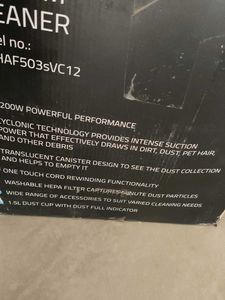 EANER
el no.:
HAF503sVC12
200W POWERFUL PERFORMANCE
CYCLONIC TECHNOLOGY PROVIDES INTENSE SUCTION
POWER THAT EFFECTIVELY DRAWS IN DIRT, DUST, PET HAIR,
AND OTHER DEBRIS
TRANSLUCENT CANISTER DESIGN TO SEE THE DUST COLLECTION
AND HELPS TO EMPTY IT
ONE TOUCH CORD REWINDING FUNCTIONALITY
WASHABLE HEPA FILTER CAPTURES MINUTE DUST PARTICLES
WIDE RANGE OF ACCESSORIES TO SUIT VARIED CLEANING NEEDS
1.5L DUST CUP WITH DUST FULL INDICATOR